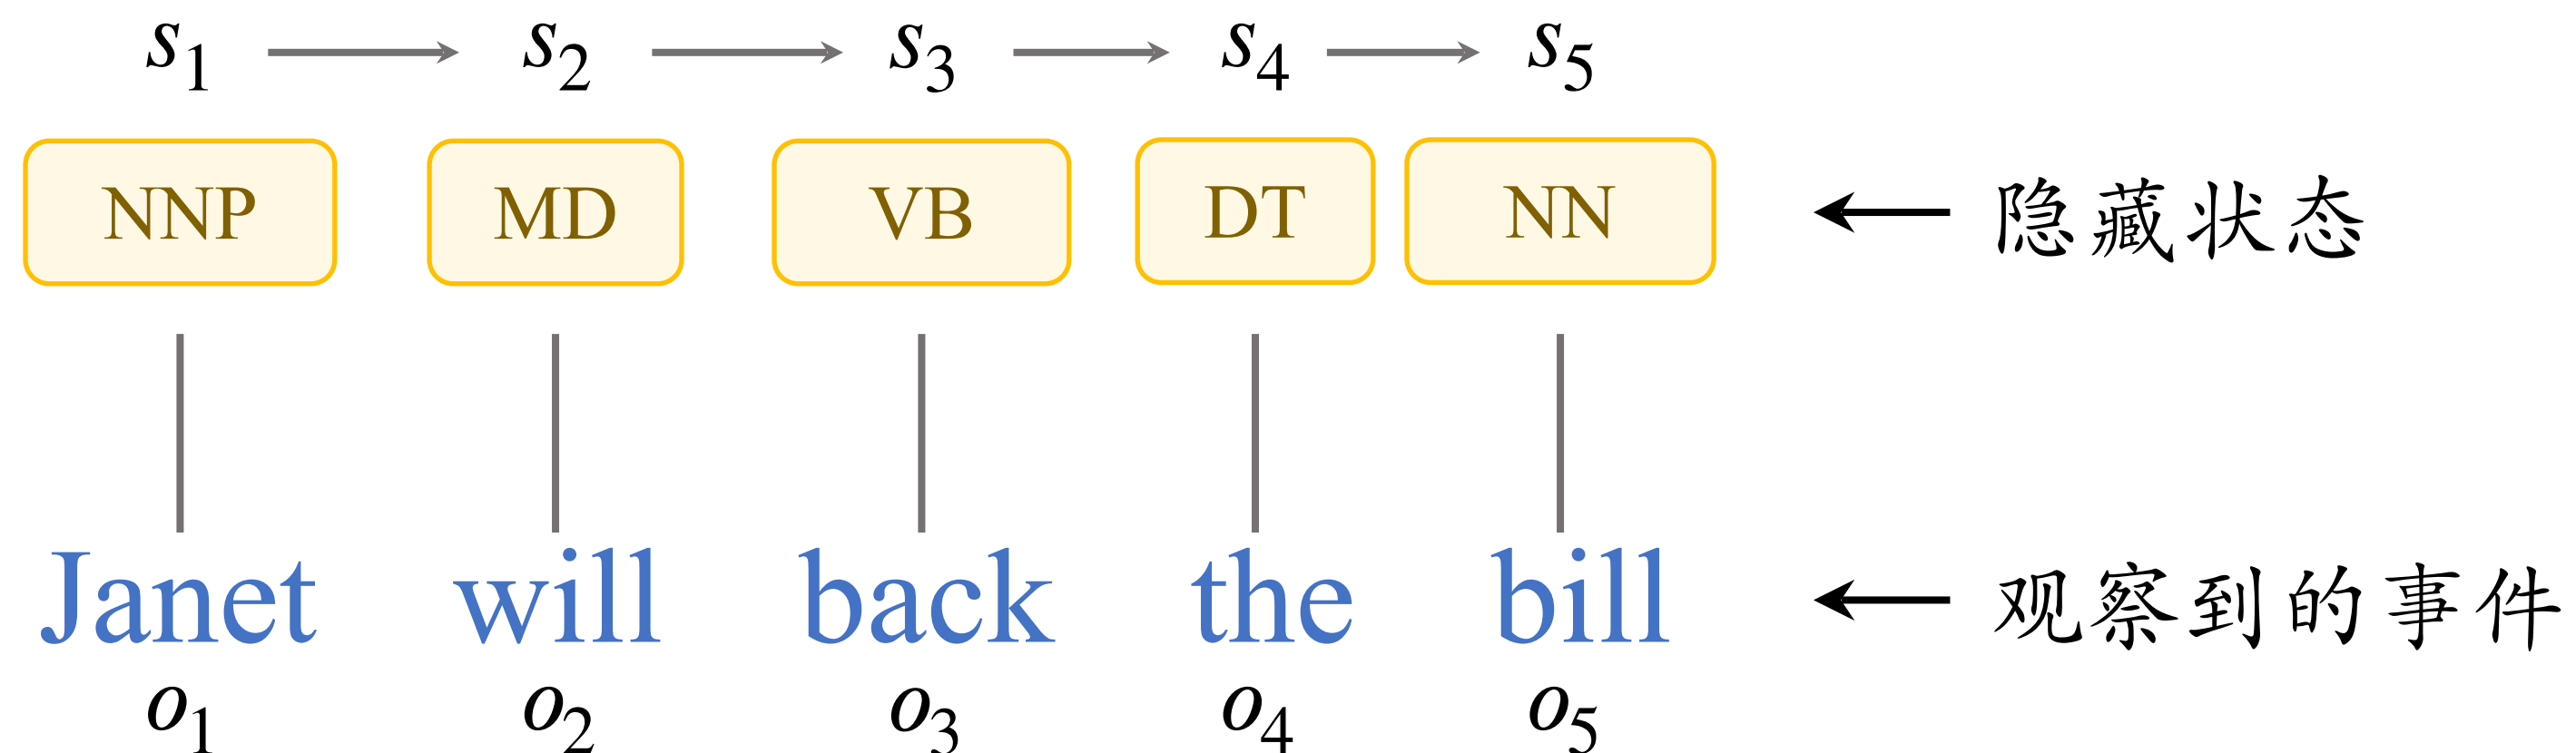 s1 s2 s3 s4 s5
NNP MD VB DT NN 隐藏状态
Janet will back the bill 观察到的事件
o1 o2 o3 o4 o5